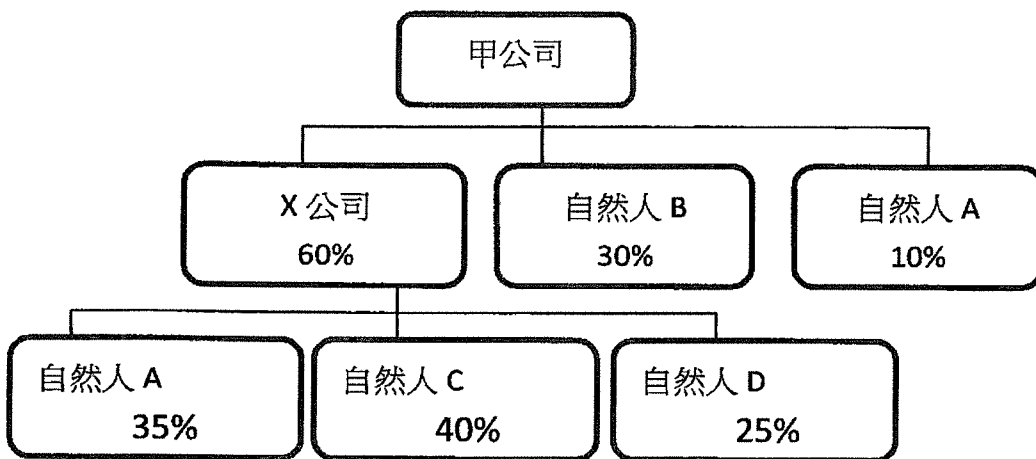 甲公司
X 公司
60%
自然人 B
30%
自然人 A
10%
自然人 A
35%
自然人 C
40%
自然人 D
25%